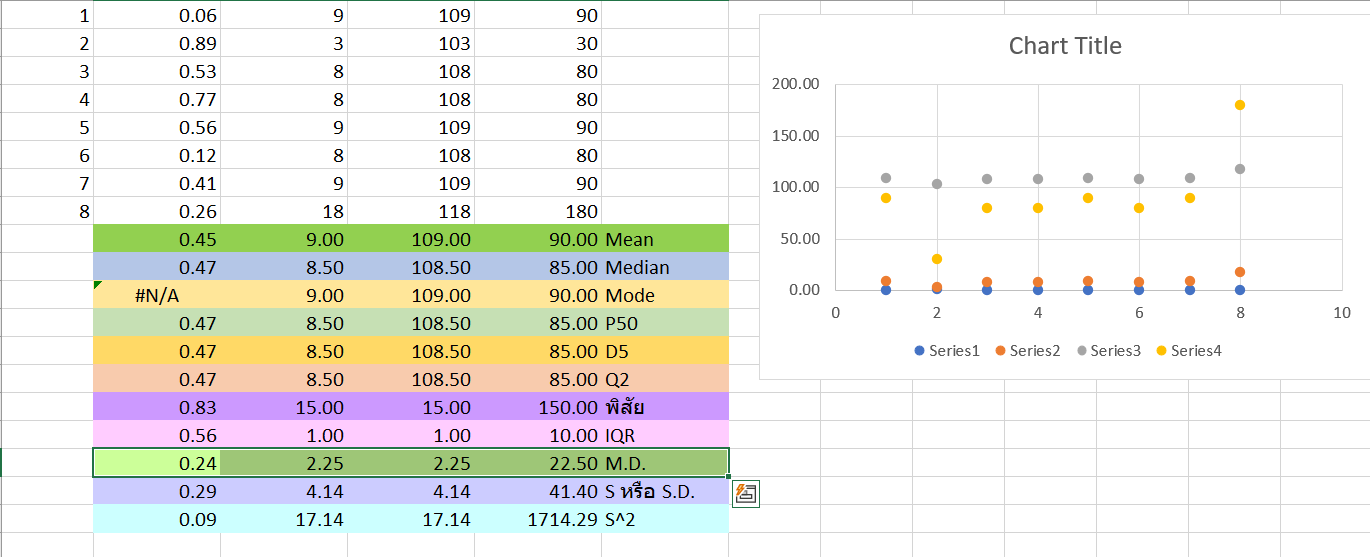 1 0.06 9 109 90
2 0.89 3 103 30
3 0.53 8 108 80
4 0.77 8 108 80
5 0.56 9 109 90
6 0.12 8 108 80
7 0.41 9 109 90
8 0.26 18 118 180
0.45 9.00 109.00 90.00 Mean
0.47 8.50 108.50 85.00 Median
#N/A 9.00 109.00 90.00 Mode
0.47 8.50 108.50 85.00 P50
0.47 8.50 108.50 85.00 D5
0.47 8.50 108.50 85.00 Q2
0.83 15.00 15.00 150.00 พิสัย
0.56 1.00 1.00 10.00 IQR
0.24 2.25 2.25 22.50 M.D.
0.29 4.14 4.14 41.40 S หรือ S.D.
0.09 17.14 17.14 1714.29 S^2
Chart Title
200.00
150.00
100.00
50.00
0.00
0 2 4 6 8 10
Series1 Series2 Series3 Series4